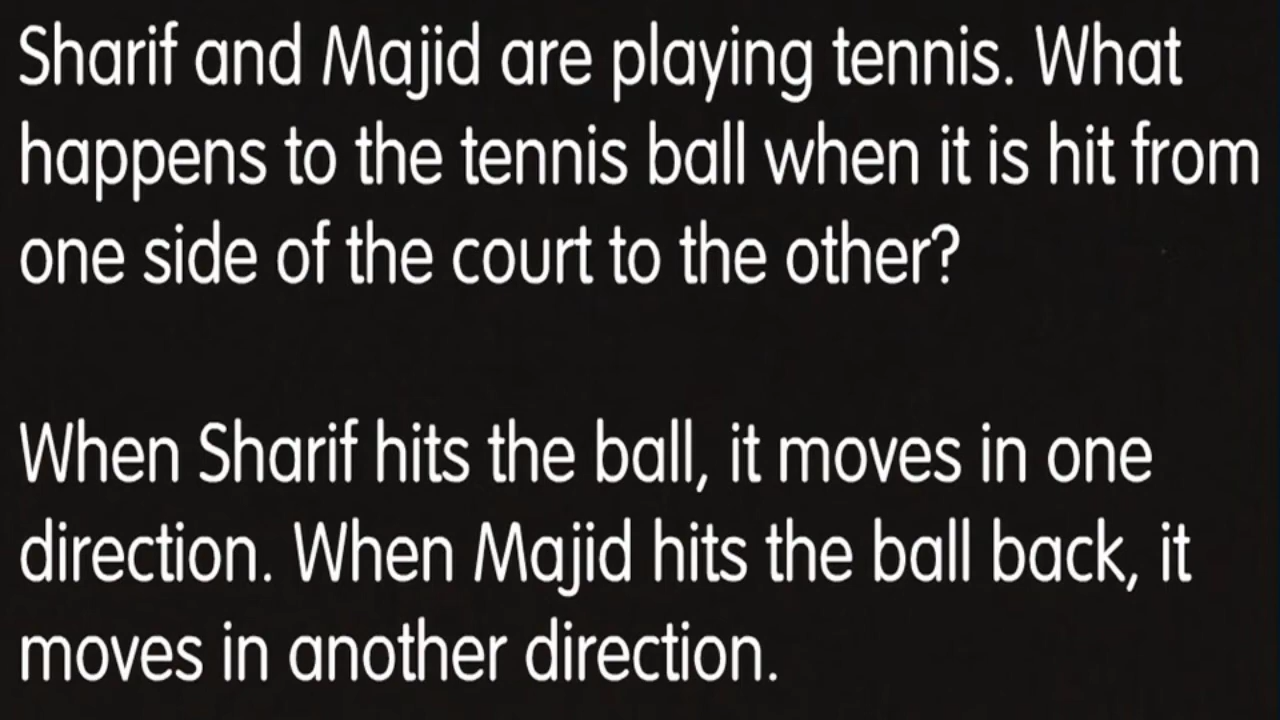 Sharif and Majid are playing tennis. What
happens to the tennis ball when it is hit from
one side of the court to the other?
When Sharif hits the ball, it moves in one
direction. When Majid hits the ball back, it
moves in another direction.